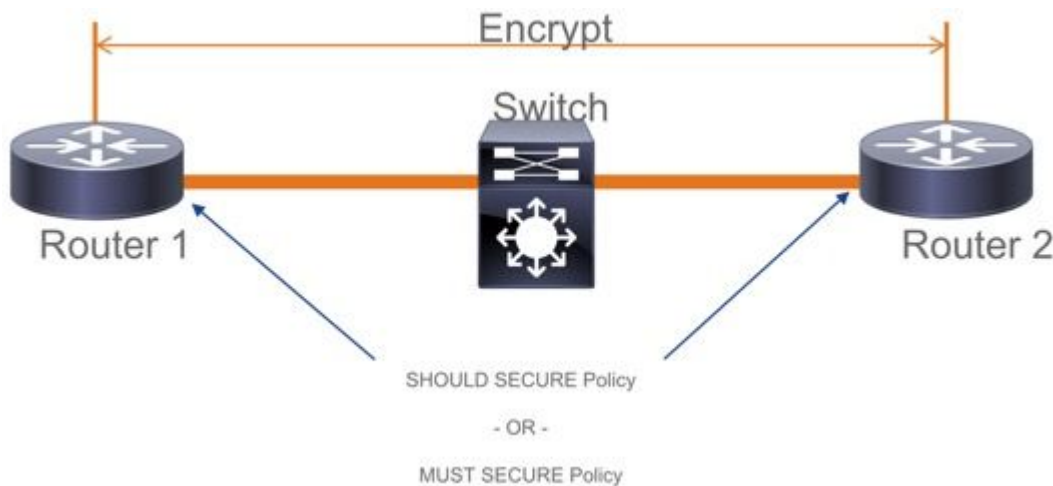 Encrypt
Switch
Router 1
Router 2
SHOULD SECURE Policy
- OR -
MUST SECURE Policy